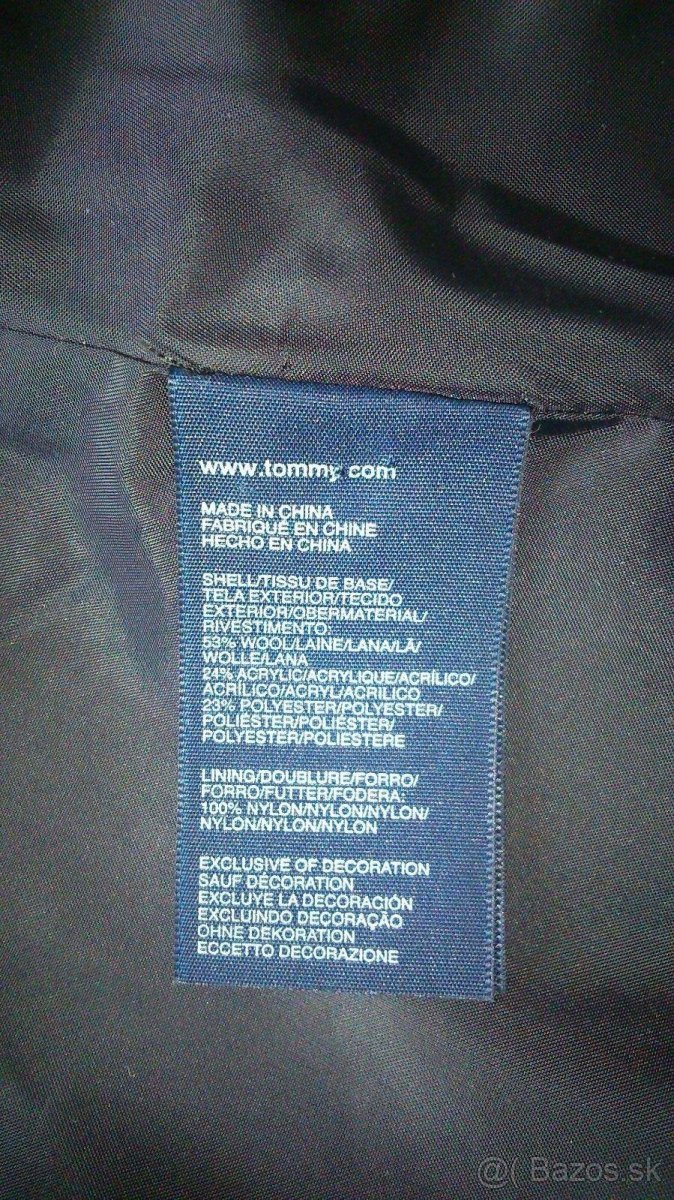 www.tommy.com
MADE IN CHINA
FABRIQUÉ EN CHINE
HECHO EN CHINA
SHELL/TISSU DE BASE/
TELA EXTERIOR/TECIDO
EXTERIOR/OBERMATERIAL/
RIVESTIMENTO:
53% WOOL/LAINE/LANA/LÃ/
WOLLE/LANA
24% ACRYLIC/ACRYLIQUE/ACRÍLICO/
ACRÍLICO/ACRYL/ACRILICO
23% POLYESTER/POLYESTER/
POLIÉSTER/POLIÉSTER/
POLYESTER/POLIESTERE
LINING/DOUBLURE/FORRO/
FORRO/FUTTER/FODERA:
100% NYLON/NYLON/NYLON/
NYLON/NYLON/NYLON
EXCLUSIVE OF DECORATION
SAUF DÉCORATION
EXCLUYE LA DECORACIÓN
EXCLUINDO DECORAÇÃO
OHNE DEKORATION
ECCETTO DECORAZIONE
@( Bazos.sk